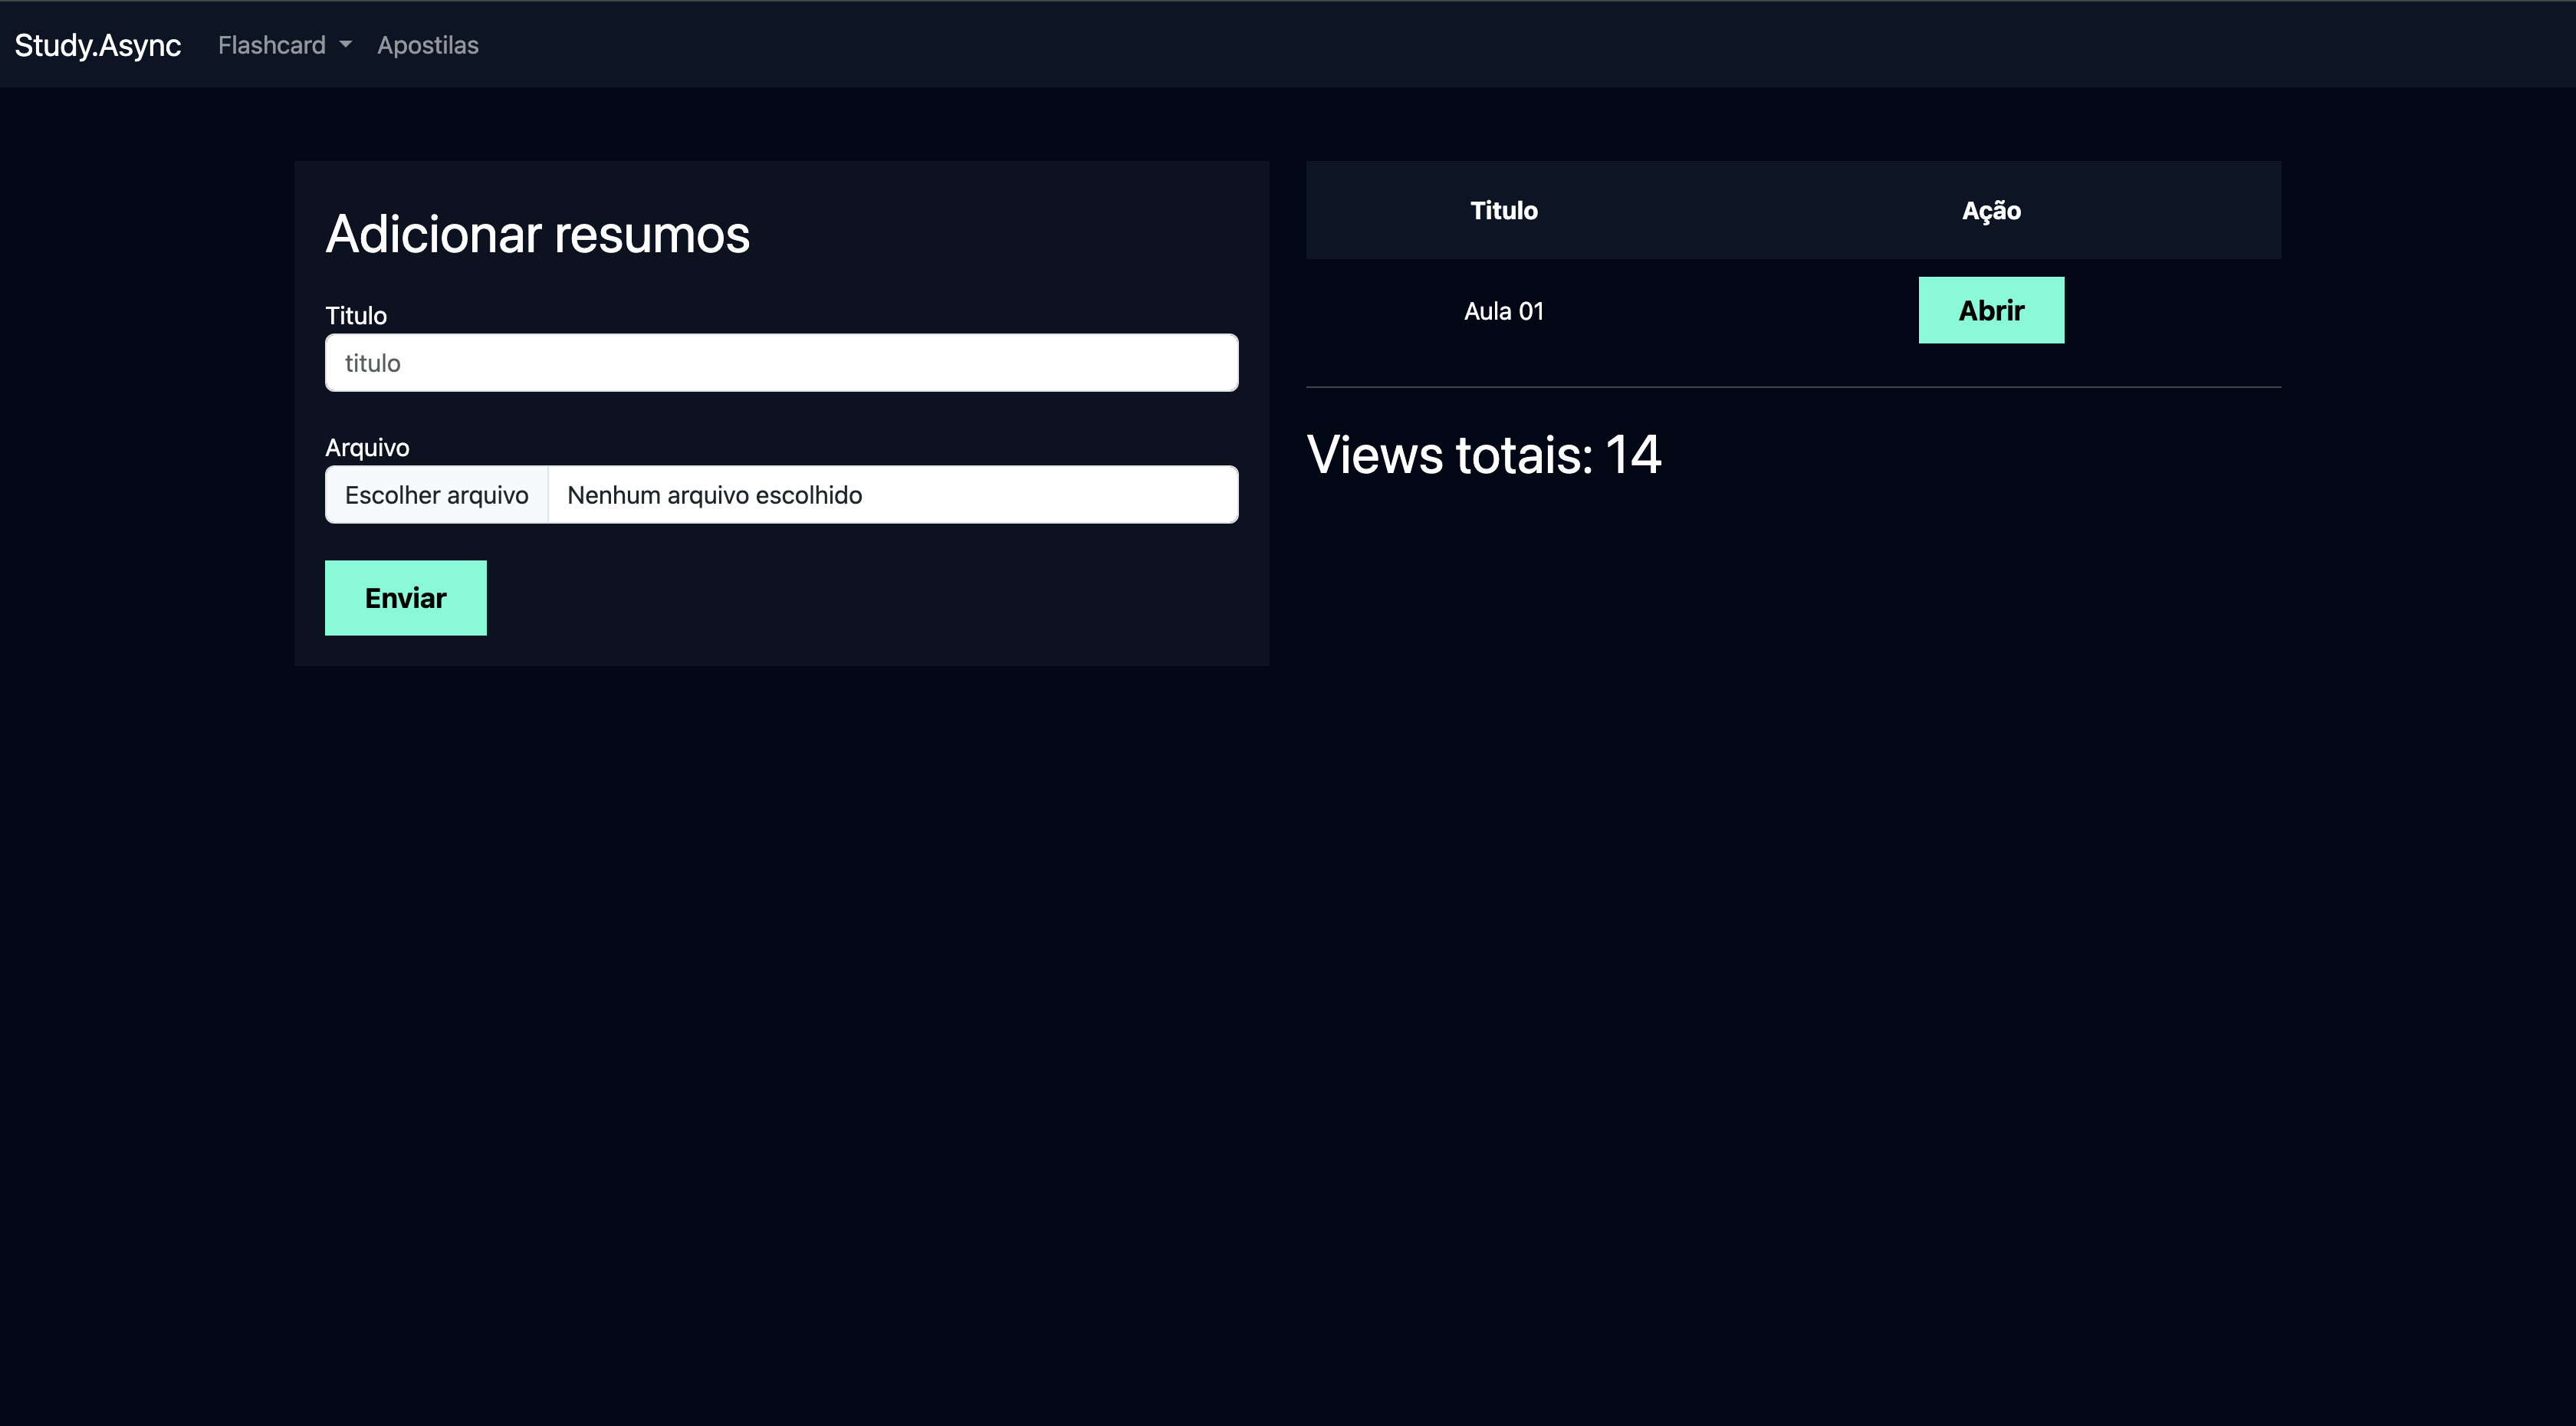 Study.Async Flashcard Apostilas
Adicionar resumos
Titulo
titulo
Arquivo
Escolher arquivo Nenhum arquivo escolhido
Enviar
Titulo Ação
Aula 01 Abrir
Views totais: 14